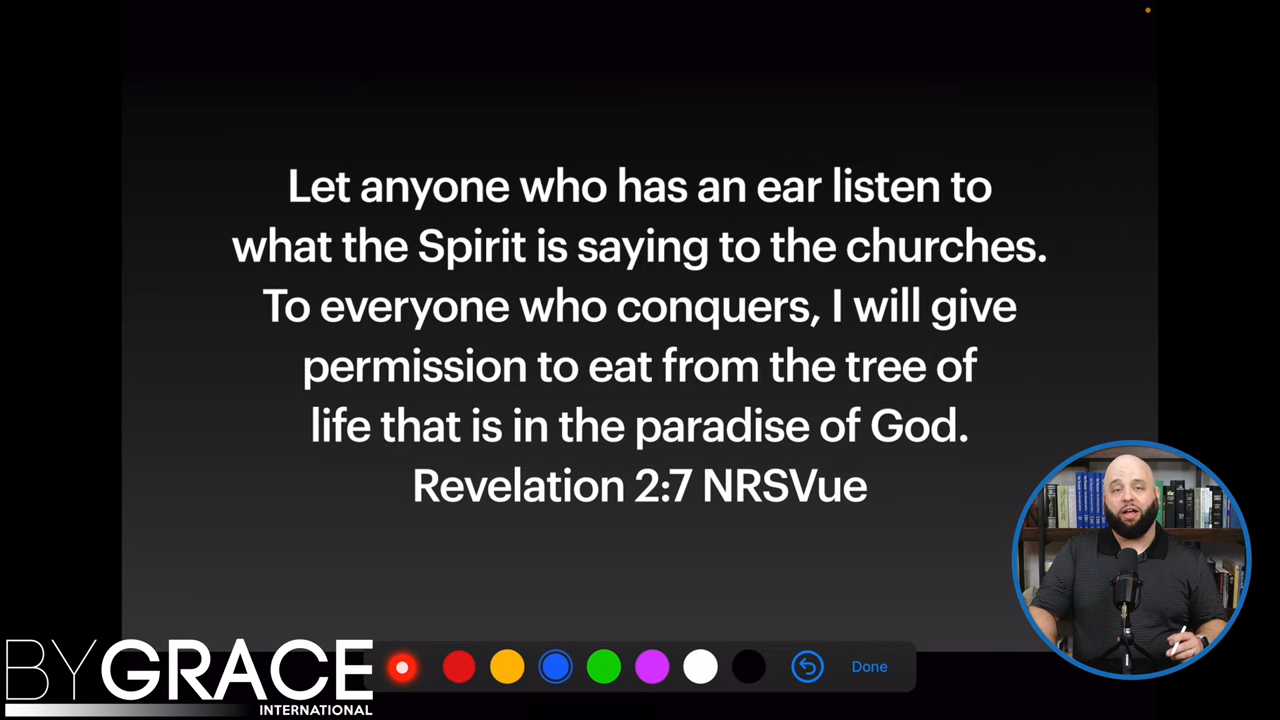 Let anyone who has an ear listen to
what the Spirit is saying to the churches.
To everyone who conquers, I will give
permission to eat from the tree of
life that is in the paradise of God.
Revelation 2:7 NRSVue
BYGRACE
INTERNATIONAL
Done